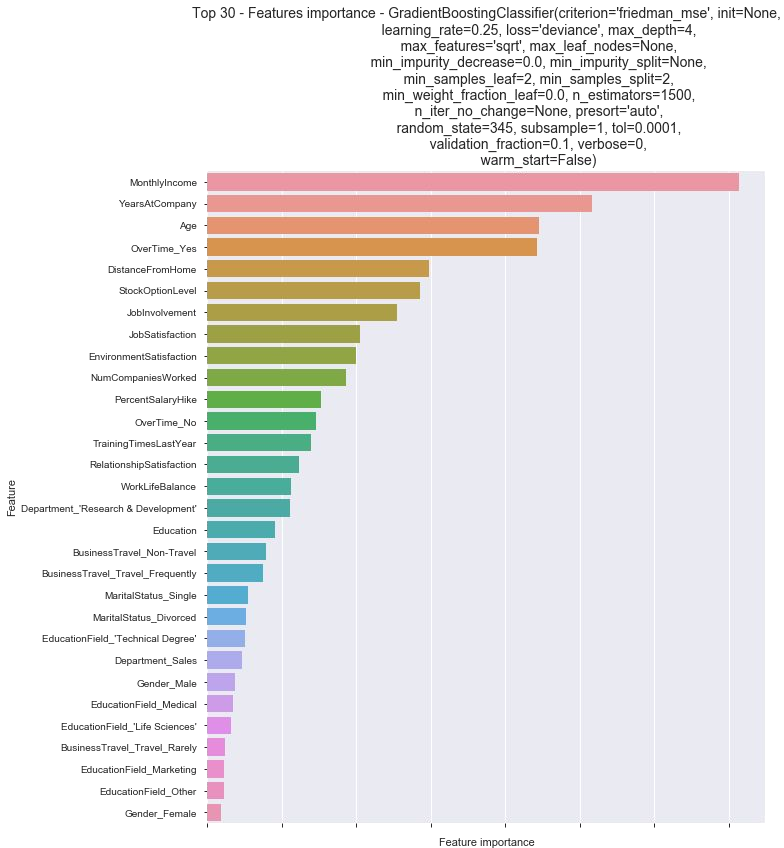 Top 30 - Features importance - GradientBoostingClassifier(criterion='friedman_mse', init=None,
learning_rate=0.25, loss='deviance', max_depth=4,
max_features='sqrt', max_leaf_nodes=None,
min_impurity_decrease=0.0, min_impurity_split=None,
min_samples_leaf=2, min_samples_split=2,
min_weight_fraction_leaf=0.0, n_estimators=1500,
n_iter_no_change=None, presort='auto',
random_state=345, subsample=1, tol=0.0001,
validation_fraction=0.1, verbose=0,
warm_start=False)
MonthlyIncome
YearsAtCompany
Age
OverTime_Yes
DistanceFromHome
StockOptionLevel
JobInvolvement
JobSatisfaction
EnvironmentSatisfaction
NumCompaniesWorked
PercentSalaryHike
OverTime_No
TrainingTimesLastYear
RelationshipSatisfaction
WorkLifeBalance
Department_'Research & Development'
Education
BusinessTravel_Non-Travel
BusinessTravel_Travel_Frequently
MaritalStatus_Single
MaritalStatus_Divorced
EducationField_'Technical Degree'
Department_Sales
Gender_Male
EducationField_Medical
EducationField_'Life Sciences'
BusinessTravel_Travel_Rarely
EducationField_Marketing
EducationField_Other
Gender_Female
Feature
Feature importance